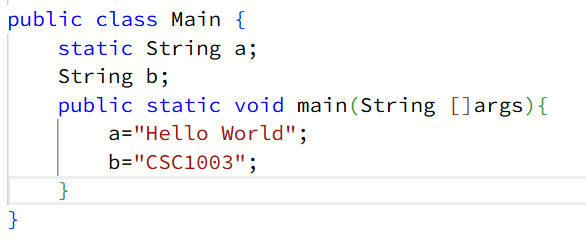 public class Main {
    static String a;
    String b;
    public static void main(String []args){
        a="Hello World";
        b="CSC1003";
    }
}